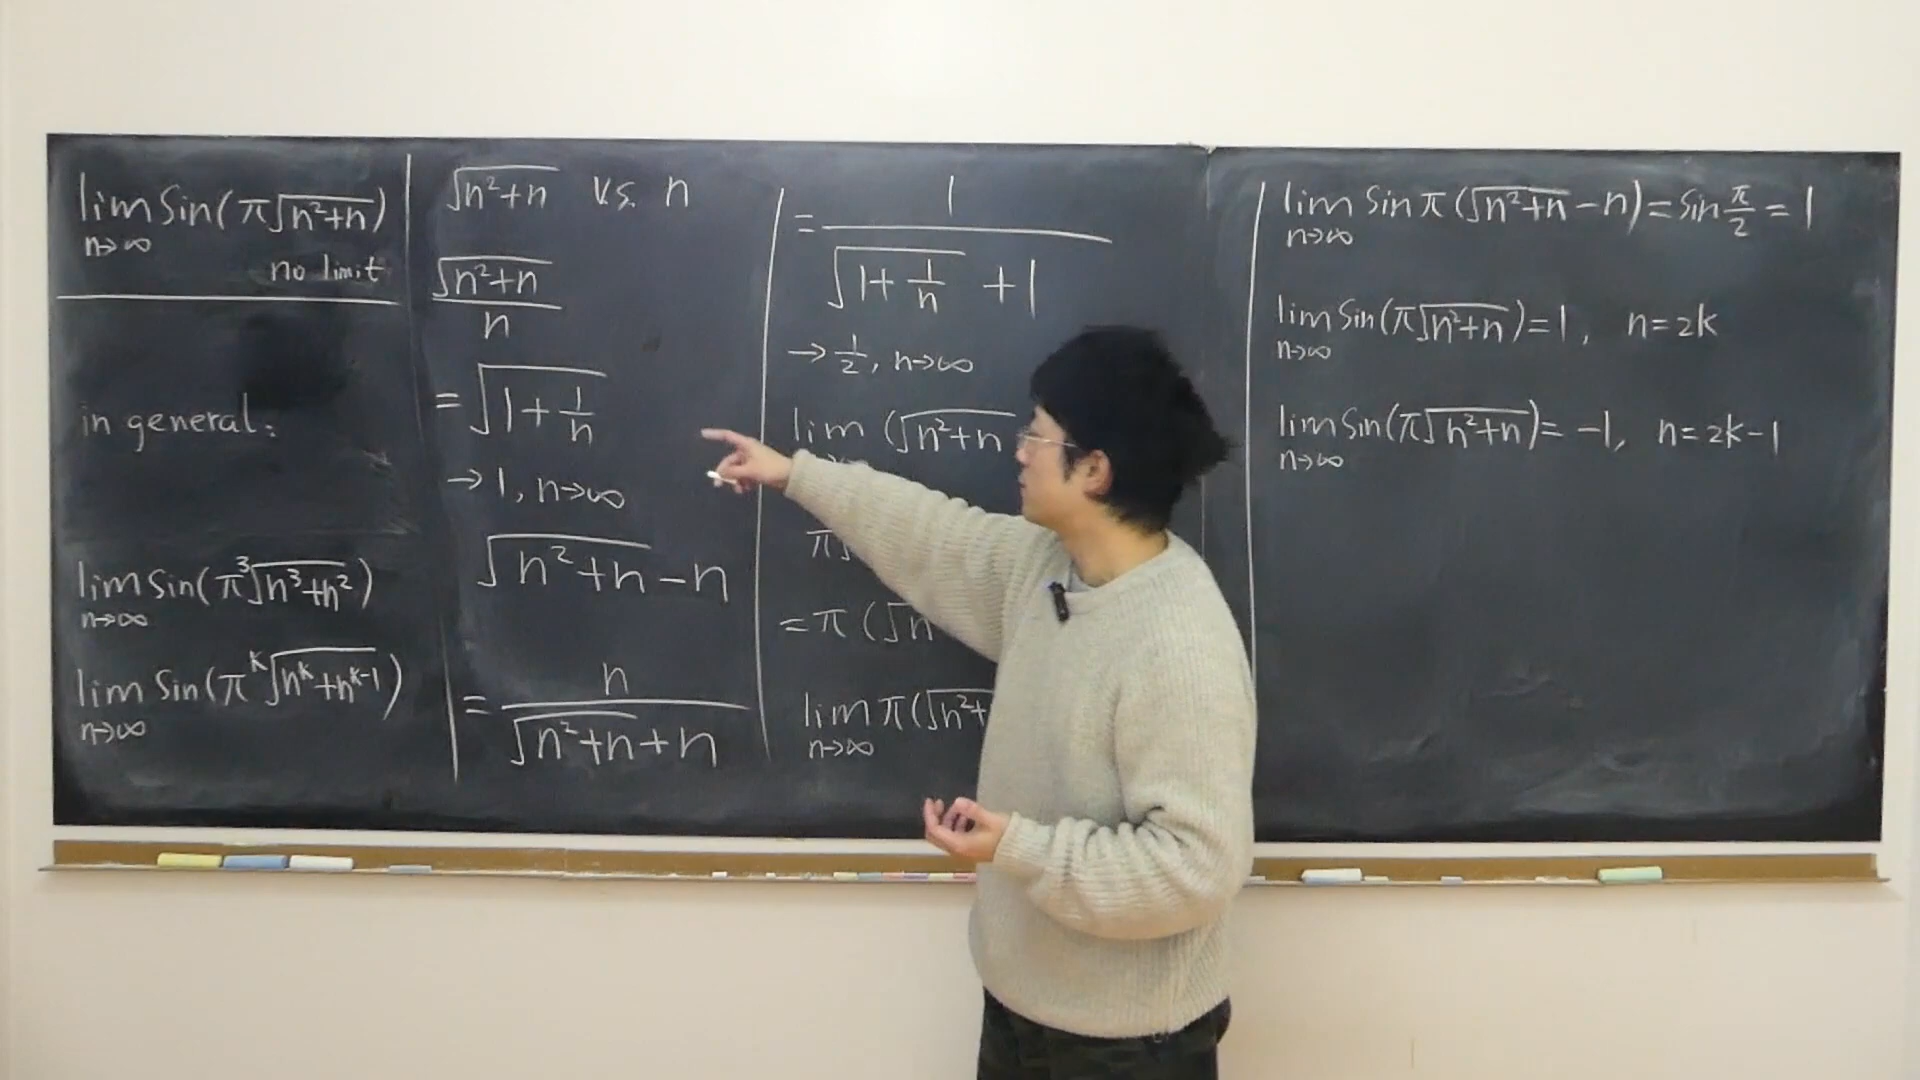 lim Sin(π√n²+n)
n→∞
no limit
in general:
lim Sin(π³√n³+n²)
n→∞
lim Sin(π ᵏ√nᵏ+nᵏ⁻¹)
n→∞
√n²+n v.s. n
√n²+n
n
= √1+1/n
→ 1, n→∞
√n²+n - n
= n
√n²+n + n
= 1
√1+1/n + 1
→ 1/2, n→∞
lim (√n²+n
π√
= π(√n
lim π(√n²+
n→∞
lim Sin π(√n²+n - n) = Sin π/2 = 1
n→∞
lim Sin(π√n²+n) = 1, n=2k
n→∞
lim Sin(π√n²+n) = -1, n=2k-1
n→∞